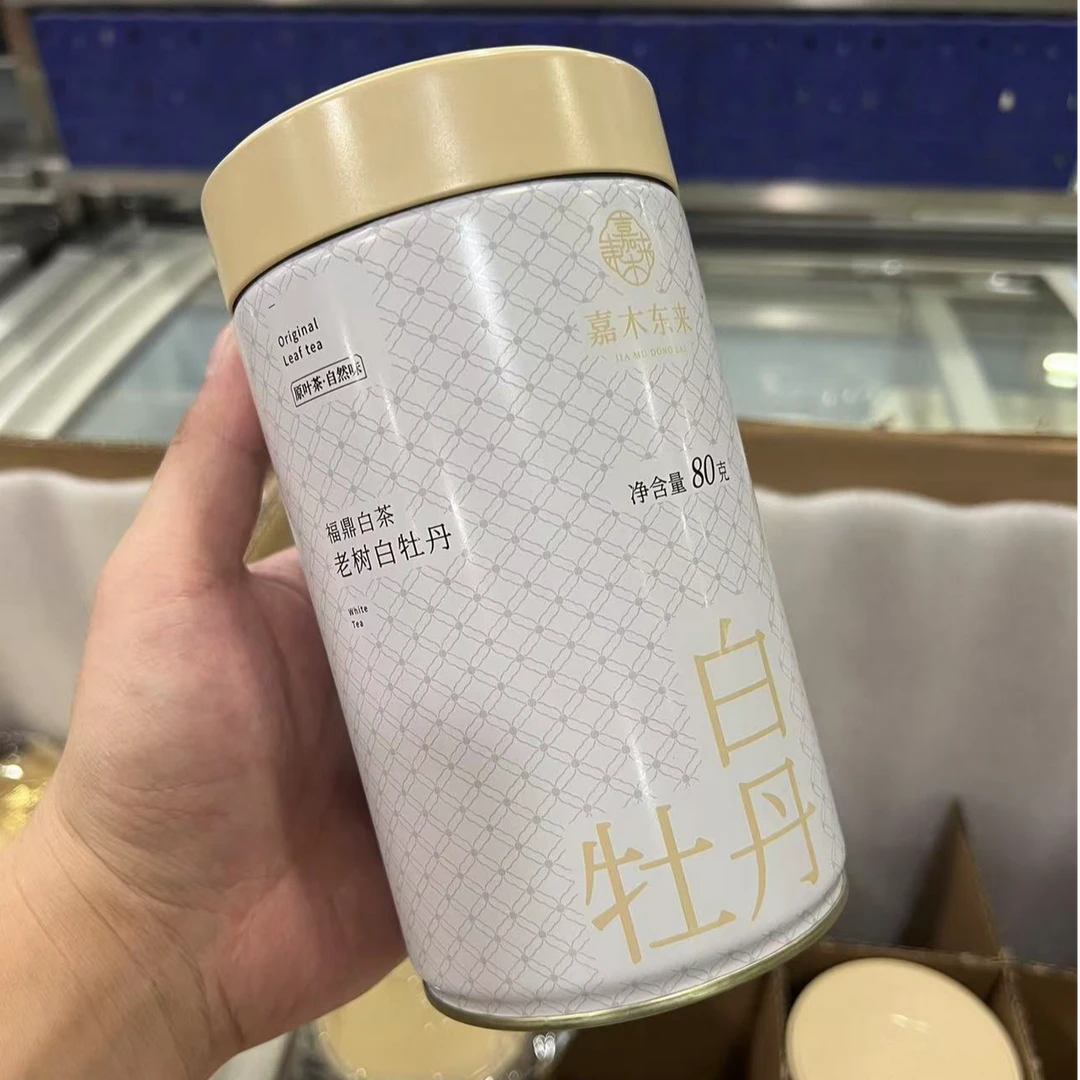 Original
Leaf tea
原叶茶·自然味
嘉木东来
JIA MU DONG LAI
净含量 80克
福鼎白茶
老树白牡丹
White
Tea
白
牡丹